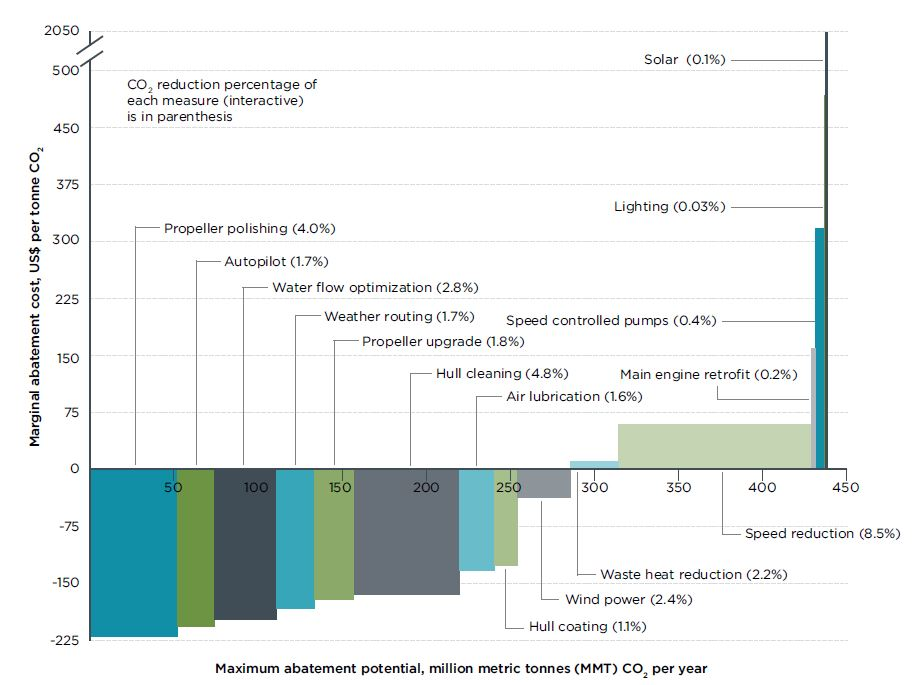 2050
500
450
375
300
225
150
75
0
-75
-150
-225
Marginal abatement cost, US$ per tonne CO2
CO2 reduction percentage of
each measure (interactive)
is in parenthesis
Solar (0.1%)
Lighting (0.03%)
Propeller polishing (4.0%)
Autopilot (1.7%)
Water flow optimization (2.8%)
Weather routing (1.7%)
Speed controlled pumps (0.4%)
Propeller upgrade (1.8%)
Hull cleaning (4.8%)
Main engine retrofit (0.2%)
Air lubrication (1.6%)
50 100 150 200 250 300 350 400 450
Speed reduction (8.5%)
Waste heat reduction (2.2%)
Wind power (2.4%)
Hull coating (1.1%)
Maximum abatement potential, million metric tonnes (MMT) CO2 per year